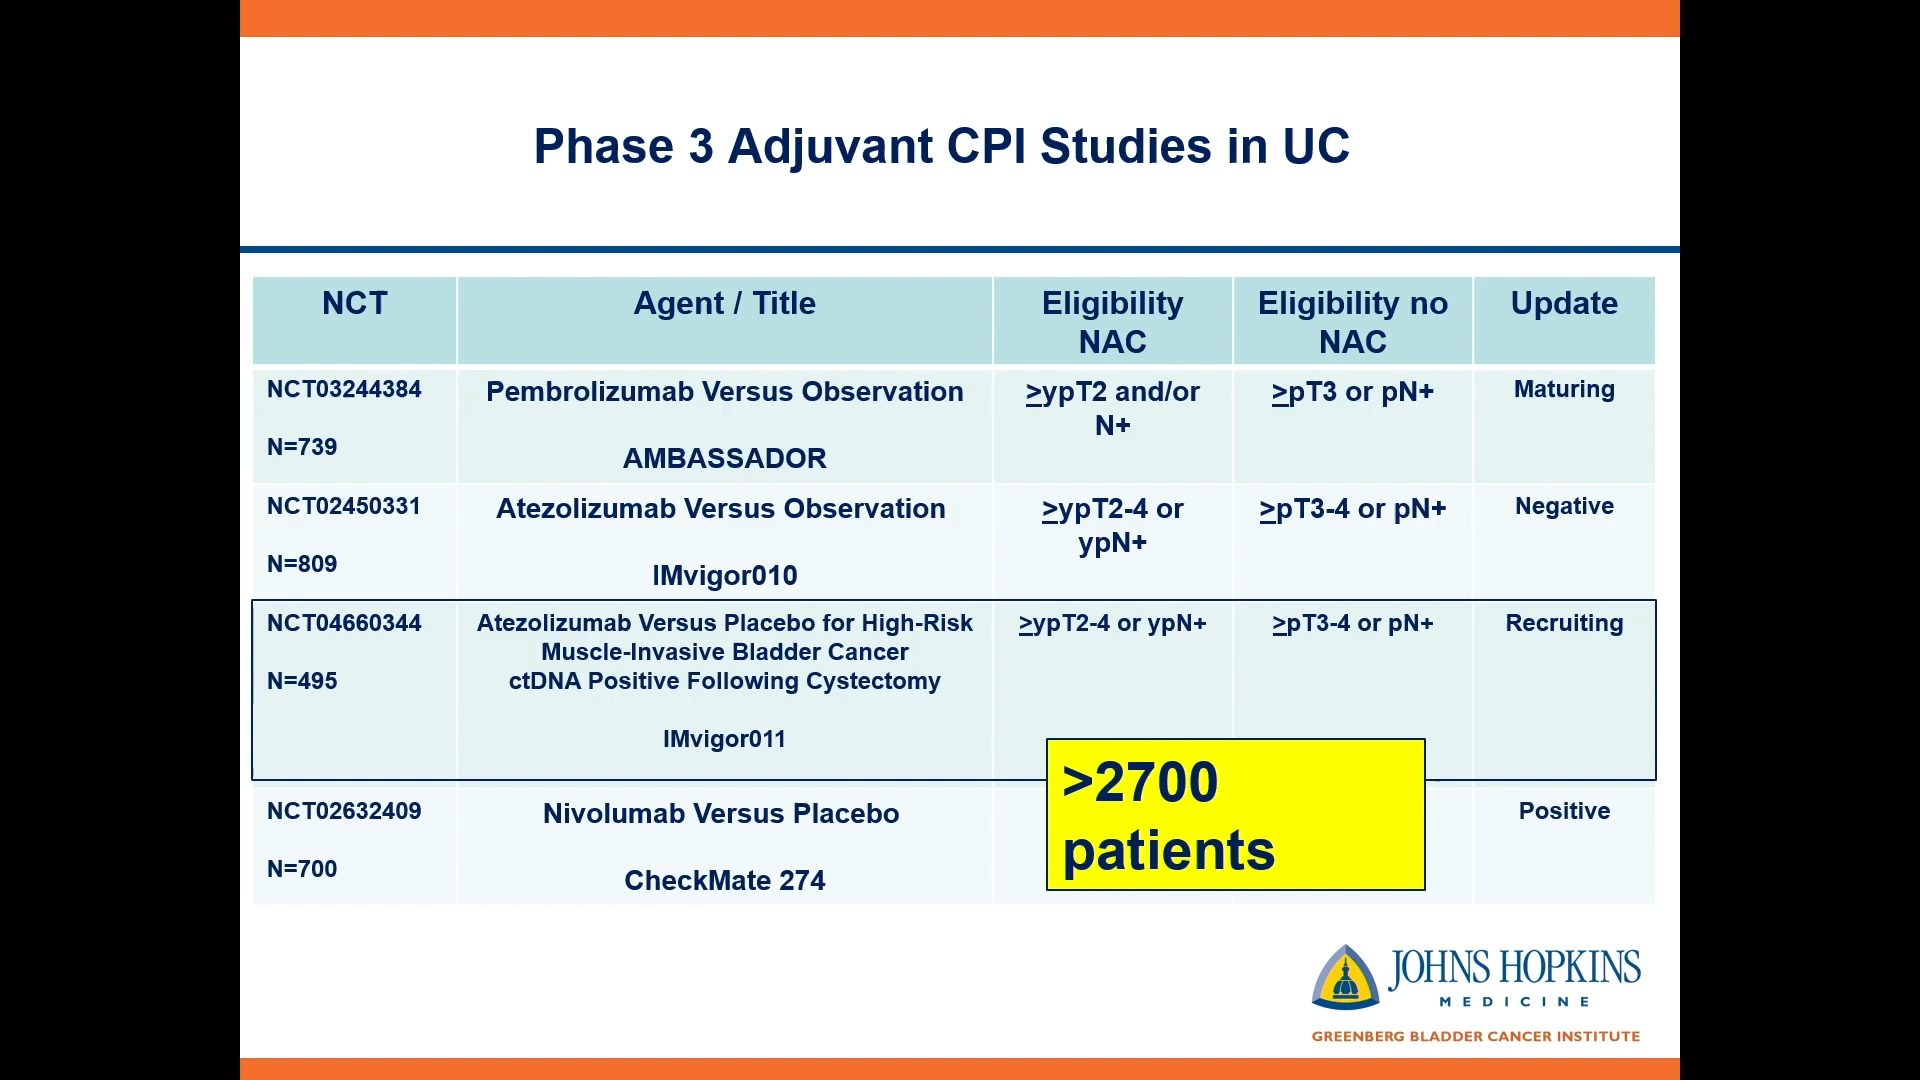 Phase 3 Adjuvant CPI Studies in UC
NCT
Agent / Title
Eligibility
NAC
Eligibility no
NAC
Update
NCT03244384
N=739
Pembrolizumab Versus Observation
AMBASSADOR
≥ypT2 and/or
N+
≥pT3 or pN+
Maturing
NCT02450331
N=809
Atezolizumab Versus Observation
IMvigor010
≥ypT2-4 or
ypN+
≥pT3-4 or pN+
Negative
NCT04660344
N=495
Atezolizumab Versus Placebo for High-Risk
Muscle-Invasive Bladder Cancer
ctDNA Positive Following Cystectomy
IMvigor011
≥ypT2-4 or ypN+
≥pT3-4 or pN+
Recruiting
NCT02632409
N=700
Nivolumab Versus Placebo
CheckMate 274
>2700
patients
Positive
JOHNS HOPKINS
MEDICINE
GREENBERG BLADDER CANCER INSTITUTE